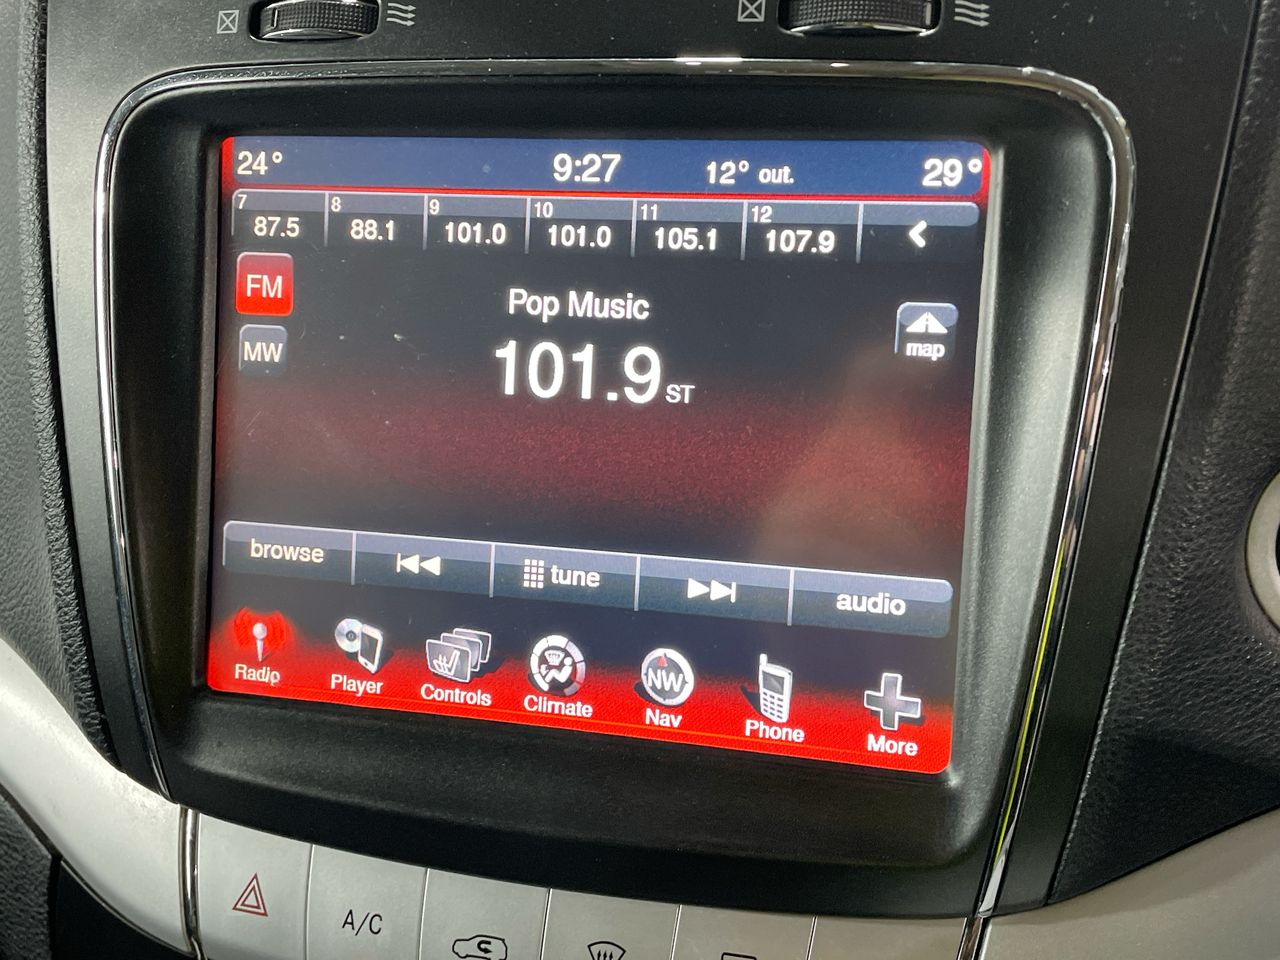 24° 9:27 12° out. 29°
7 8 9 10 11 12
87.5 88.1 101.0 101.0 105.1 107.9
FM
Pop Music
map
MW
101.9 ST
browse tune audio
Radio Player Controls Climate NW Nav Phone More
A/C